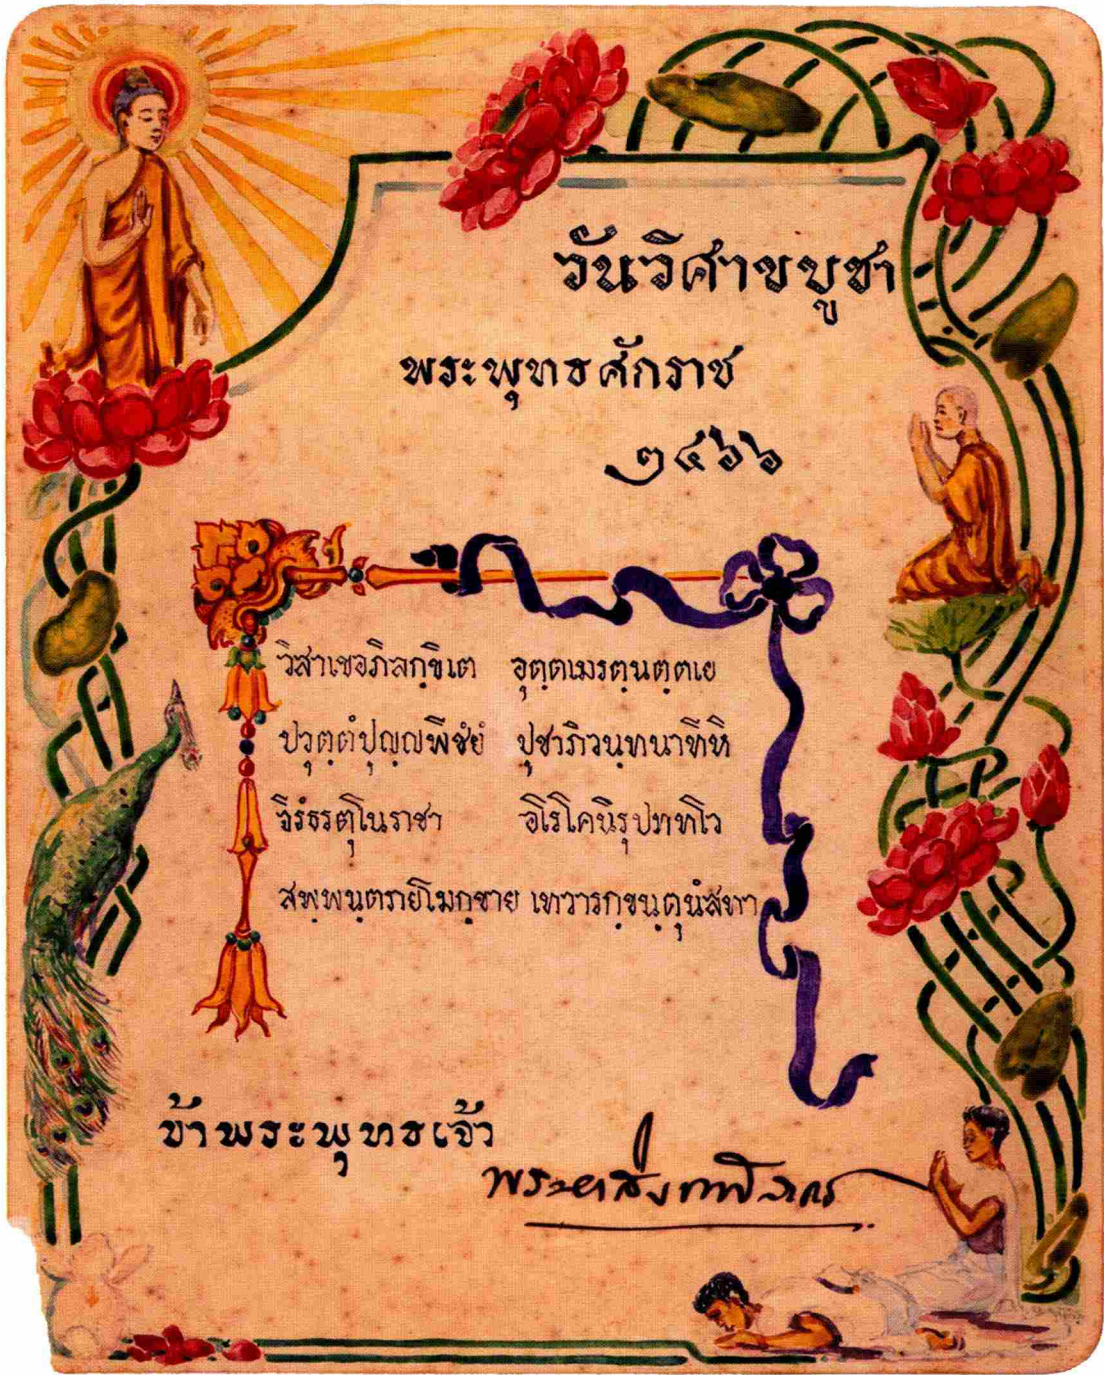 วันวิศาขบูชา
พระพุทธศักราช
๒๔๖๖
วิสาเขอภิลกฺขิเต อุตฺตเมรตฺนตฺตเย
ปวุตฺตํปุญฺญพีชํยํ ปูชาภิวนฺทนาทีหิ
จิรํธรตุโนราชา อโรโคนิรุปทฺทโว
สพฺพนฺตรายโมกฺขาย เทวารกฺขนฺตุนํสทา
ข้าพระพุทธเจ้า